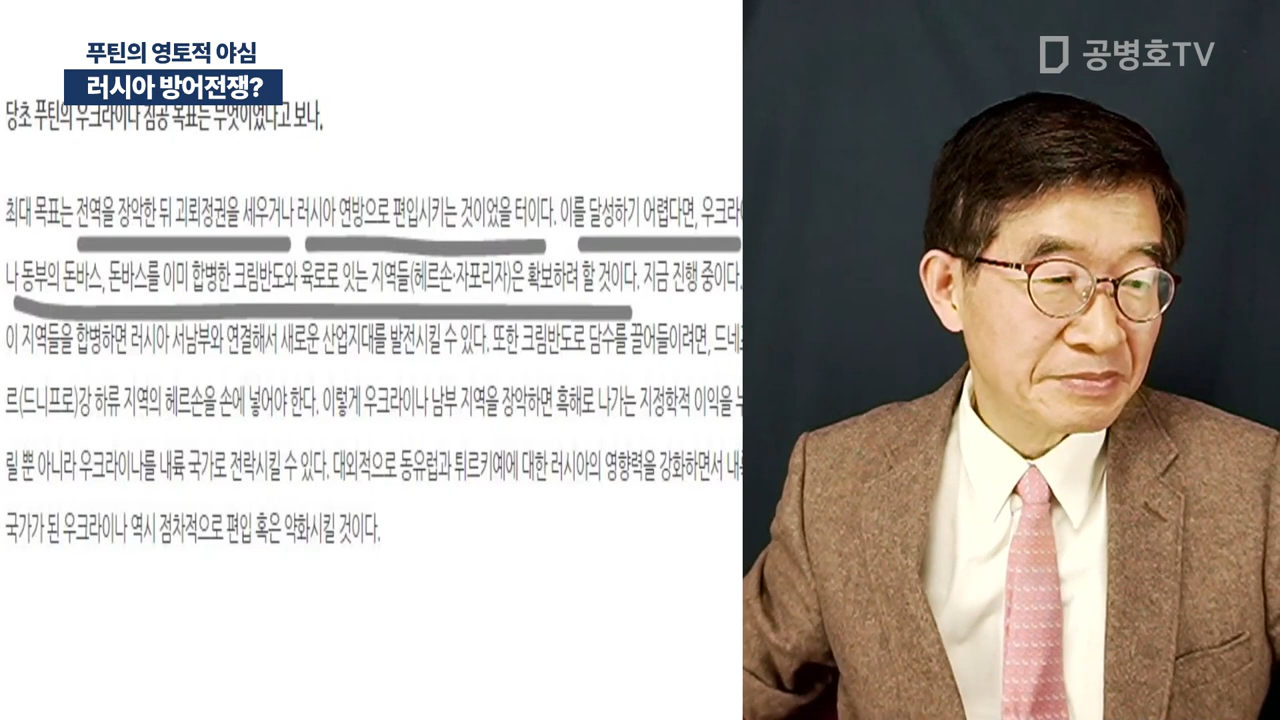 푸틴의 영토적 야심
러시아 방어전쟁?
공병호TV
당초 푸틴의 우크라이나 침공 목표는 무엇이었다고 보나.
최대 목표는 전역을 장악한 뒤 괴뢰정권을 세우거나 러시아 연방으로 편입시키는 것이었을 터이다. 이를 달성하기 어렵다면, 우크라이
나 동부의 돈바스, 돈바스를 이미 합병한 크림반도와 육로로 잇는 지역들(헤르손·자포리자)은 확보하려 할 것이다. 지금 진행 중이다.
이 지역들을 합병하면 러시아 서남부와 연결해서 새로운 산업지대를 발전시킬 수 있다. 또한 크림반도로 담수를 끌어들이려면, 드네프
르(드니프로)강 하류 지역의 헤르손을 손에 넣어야 한다. 이렇게 우크라이나 남부 지역을 장악하면 흑해로 나가는 지정학적 이익을 누
릴 뿐 아니라 우크라이나를 내륙 국가로 전락시킬 수 있다. 대외적으로 동유럽과 튀르키예에 대한 러시아의 영향력을 강화하면서 내륙
국가가 된 우크라이나 역시 점차적으로 편입 혹은 약화시킬 것이다.